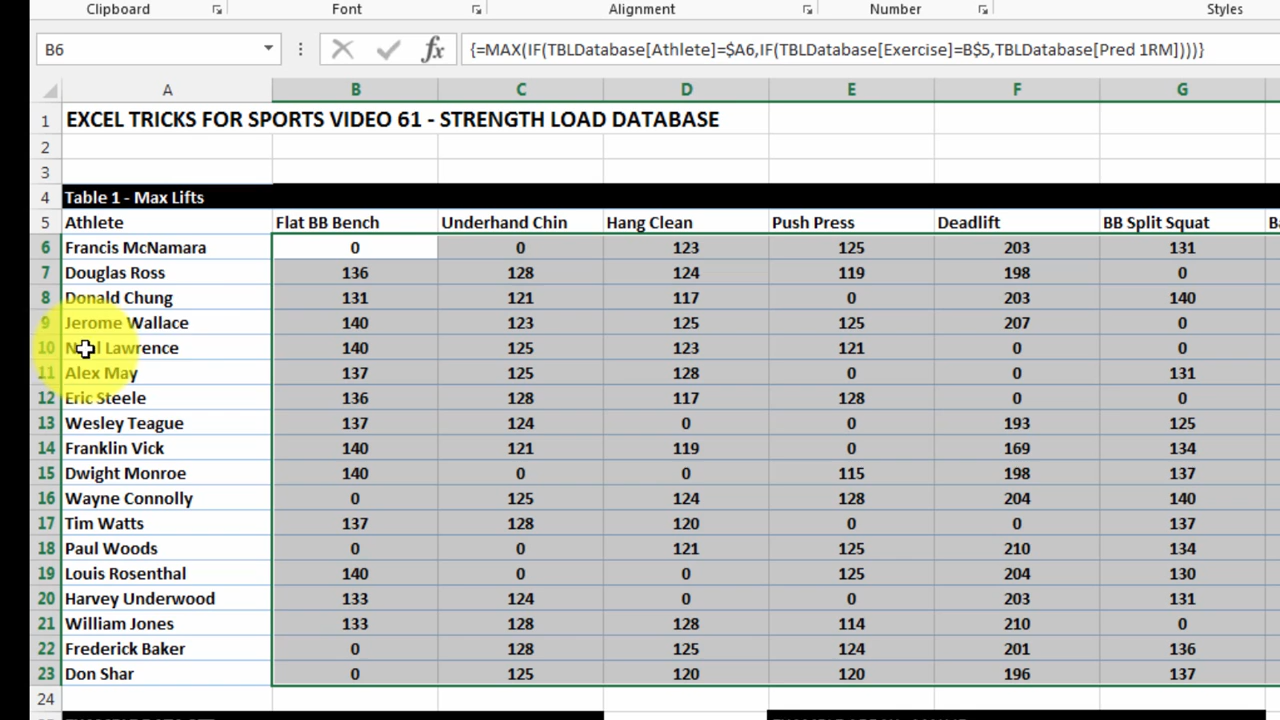 Clipboard Font Alignment Number Styles
B6 fx {=MAX(IF(TBLDatabase[Athlete]=$A6,IF(TBLDatabase[Exercise]=B$5,TBLDatabase[Pred 1RM])))}
A B C D E F G
1 EXCEL TRICKS FOR SPORTS VIDEO 61 - STRENGTH LOAD DATABASE
2
3
4 Table 1 - Max Lifts
5 Athlete Flat BB Bench Underhand Chin Hang Clean Push Press Deadlift BB Split Squat
6 Francis McNamara 0 0 123 125 203 131
7 Douglas Ross 136 128 124 119 198 0
8 Donald Chung 131 121 117 0 203 140
9 Jerome Wallace 140 123 125 125 207 0
10 Lawrence 140 125 123 121 0 0
11 Alex May 137 125 128 0 0 131
12 Eric Steele 136 128 117 128 0 0
13 Wesley Teague 137 124 0 0 193 125
14 Franklin Vick 140 121 119 0 169 134
15 Dwight Monroe 140 0 0 115 198 137
16 Wayne Connolly 0 125 124 128 204 140
17 Tim Watts 137 128 120 0 0 137
18 Paul Woods 0 0 121 125 210 134
19 Louis Rosenthal 140 0 0 125 204 130
20 Harvey Underwood 133 124 0 0 203 131
21 William Jones 133 128 128 114 210 0
22 Frederick Baker 0 128 125 124 201 136
23 Don Shar 0 125 120 120 196 137
24